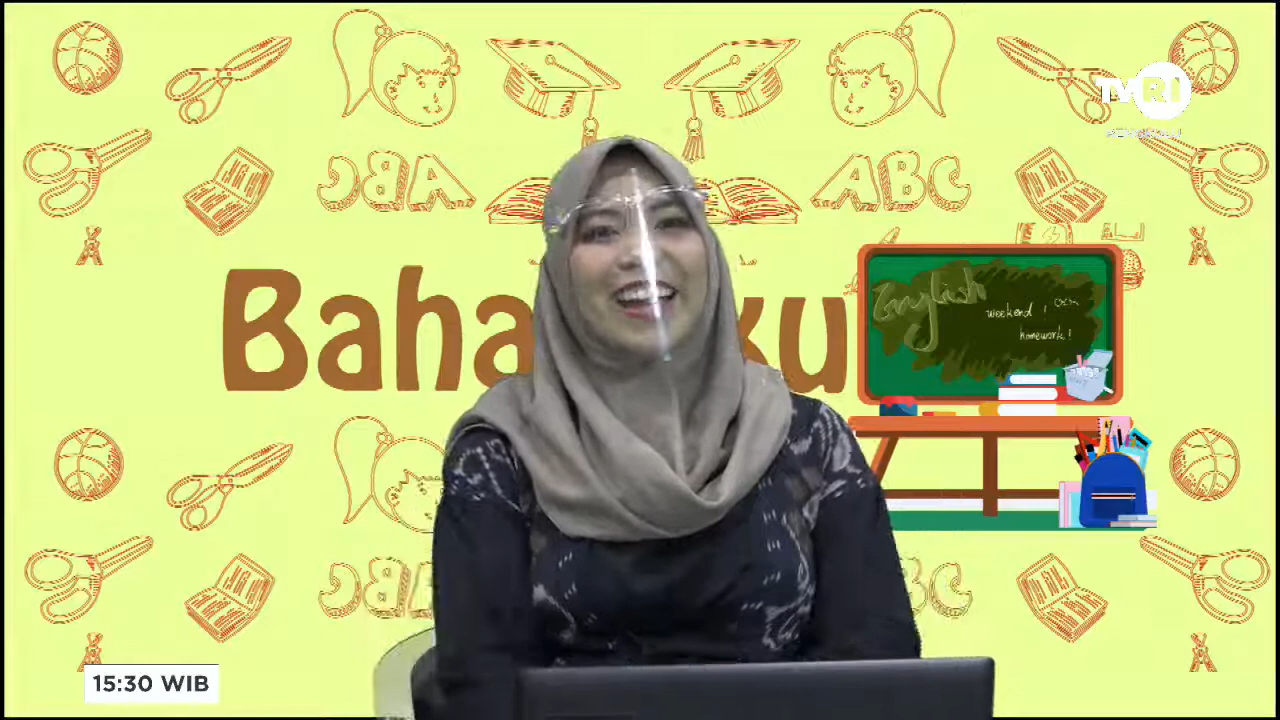 TVRI
ABC
ABC
Baha
ku
English
weekend,
homework!
ABC
15:30 WIB